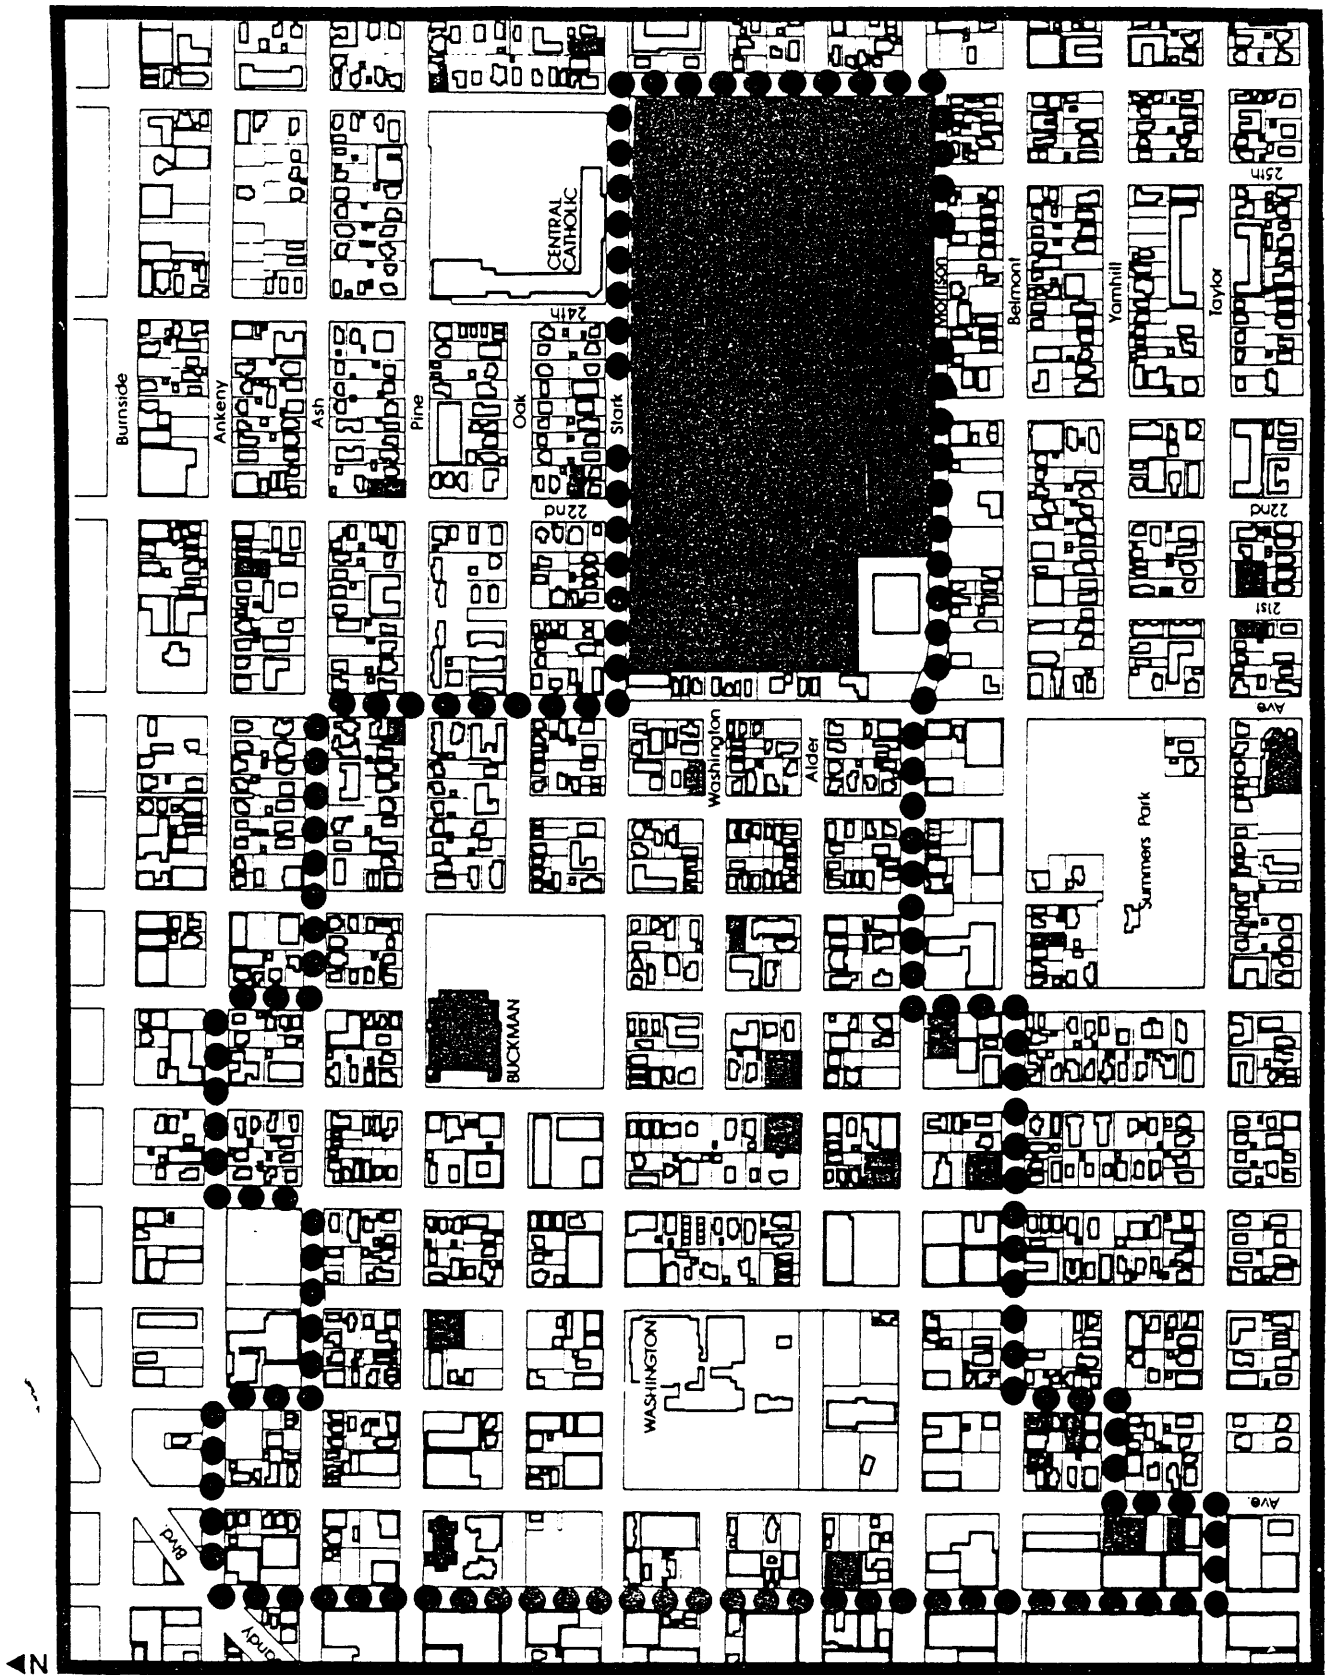 25th
CENTRAL
CATHOLIC
24th
Morrison
Belmont
Yamhill
Taylor
Burnside
Ankeny
Ash
Pine
Oak
Stark
22nd
22nd
21st
Ave
Washington
Alder
Summers Park
BUCKMAN
WASHINGTON
Ave.
Blvd
andy
N